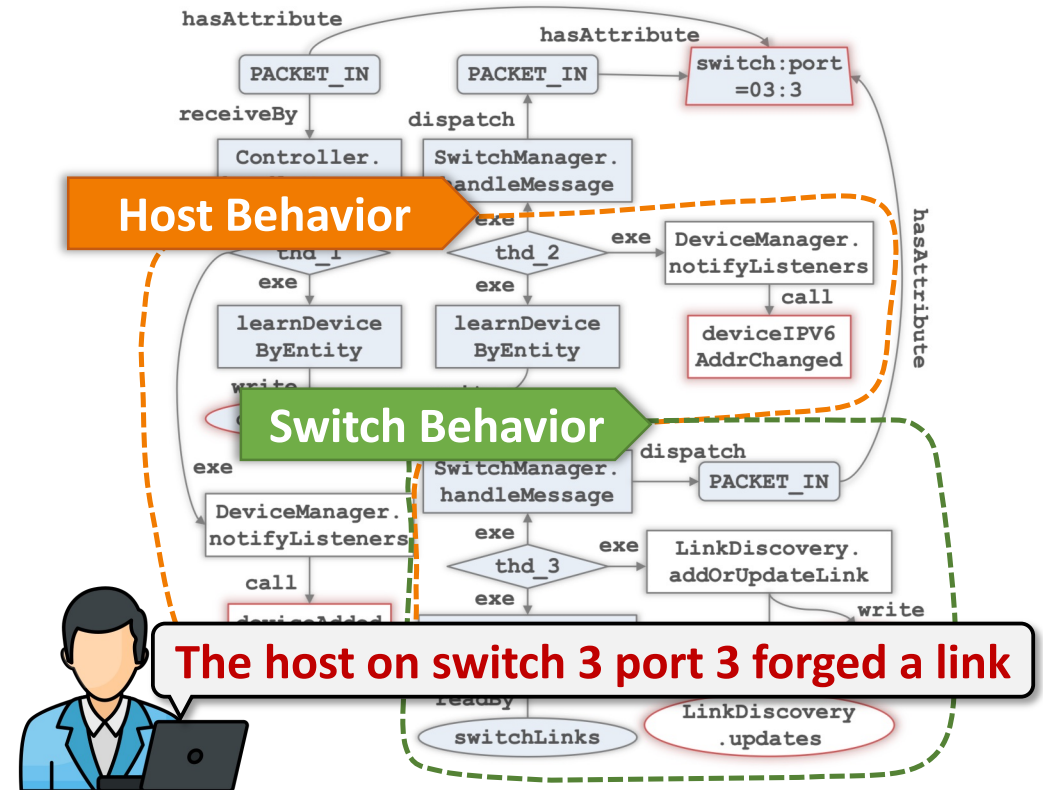 hasAttribute
hasAttribute
PACKET_IN
PACKET_IN
switch:port
=03:3
receiveBy
dispatch
Controller.
SwitchManager.
handleMessage
Host Behavior
exe
thd_1
thd_2
exe
DeviceManager.
notifyListeners
hasAttribute
exe
exe
call
learnDevice
ByEntity
learnDevice
ByEntity
deviceIPV6
AddrChanged
write
Switch Behavior
dispatch
exe
SwitchManager.
handleMessage
PACKET_IN
DeviceManager.
notifyListeners
exe
exe
thd_3
LinkDiscovery.
addOrUpdateLink
call
exe
write
deviceAdded
The host on switch 3 port 3 forged a link
readBy
switchLinks
LinkDiscovery
.updates